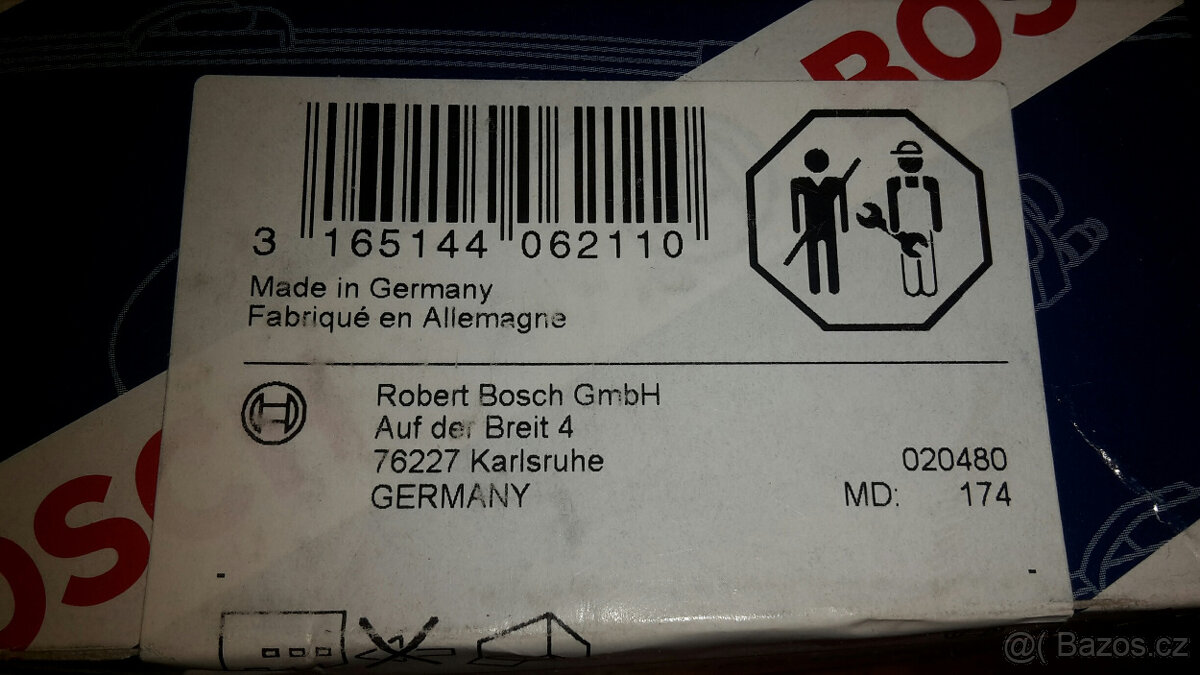 BOS
3 165144 062110
Made in Germany
Fabriqué en Allemagne
Robert Bosch GmbH
Auf der Breit 4
76227 Karlsruhe 020480
GERMANY MD: 174
OSC
@( Bazos.cz